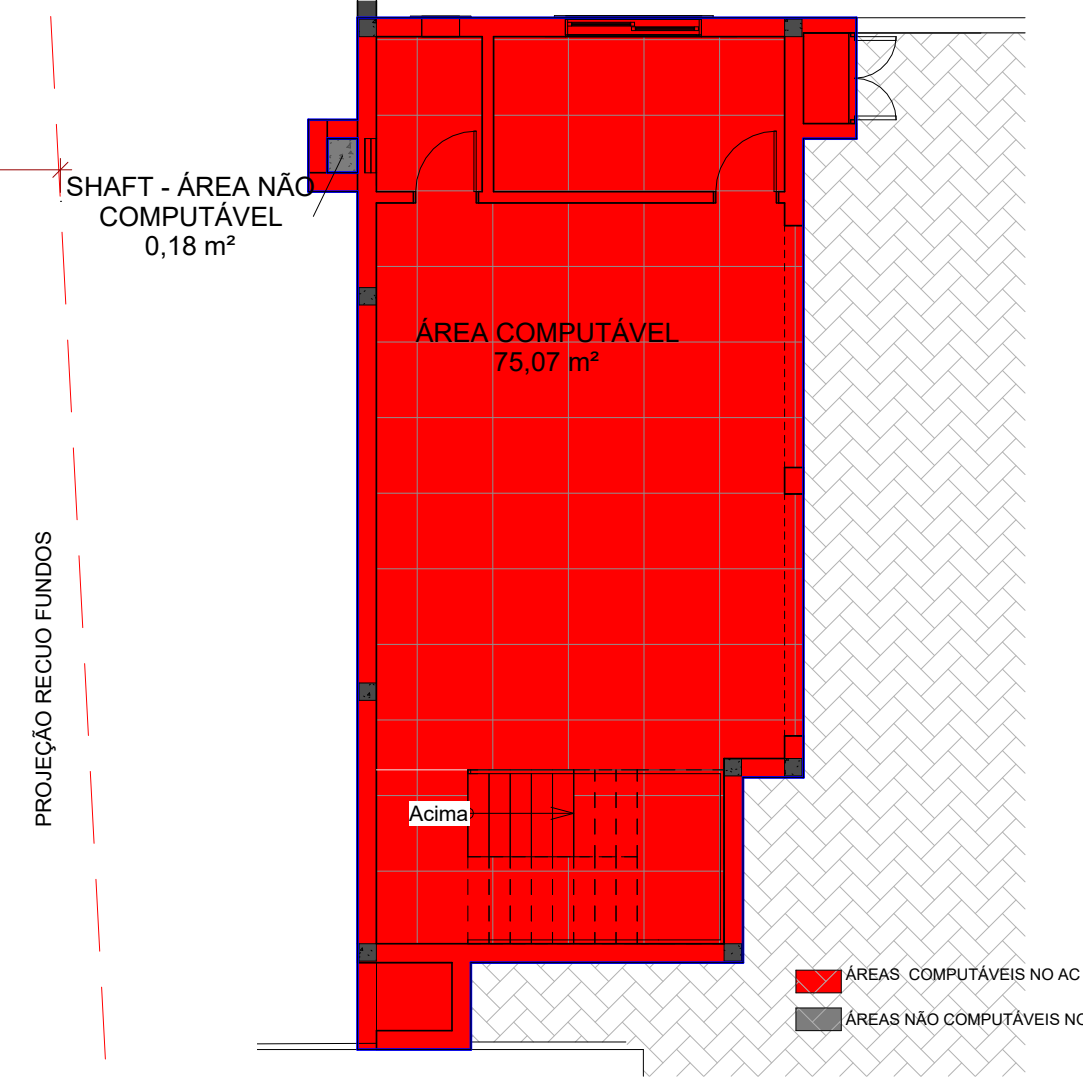 SHAFT - ÁREA NÃO
COMPUTÁVEL
0,18 m²
ÁREA COMPUTÁVEL
75,07 m²
PROJEÇÃO RECUO FUNDOS
Acima
ÁREAS COMPUTÁVEIS NO AC
ÁREAS NÃO COMPUTÁVEIS NO